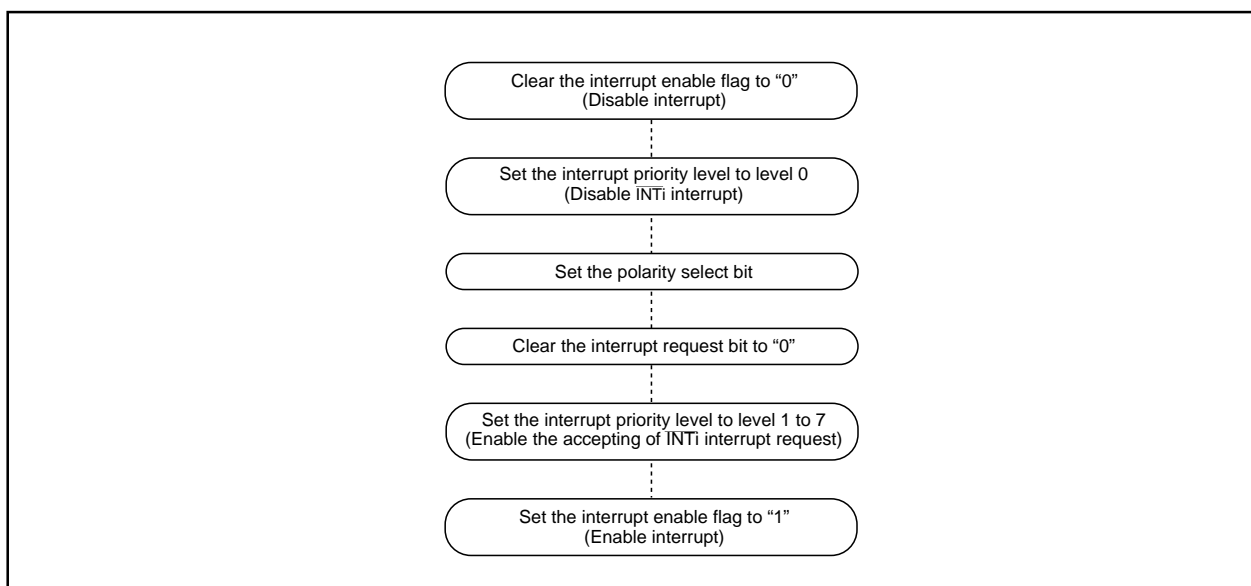 Clear the interrupt enable flag to “0”
(Disable interrupt)
Set the interrupt priority level to level 0
(Disable I̅N̅T̅i interrupt)
Set the polarity select bit
Clear the interrupt request bit to “0”
Set the interrupt priority level to level 1 to 7
(Enable the accepting of I̅N̅T̅i interrupt request)
Set the interrupt enable flag to “1”
(Enable interrupt)